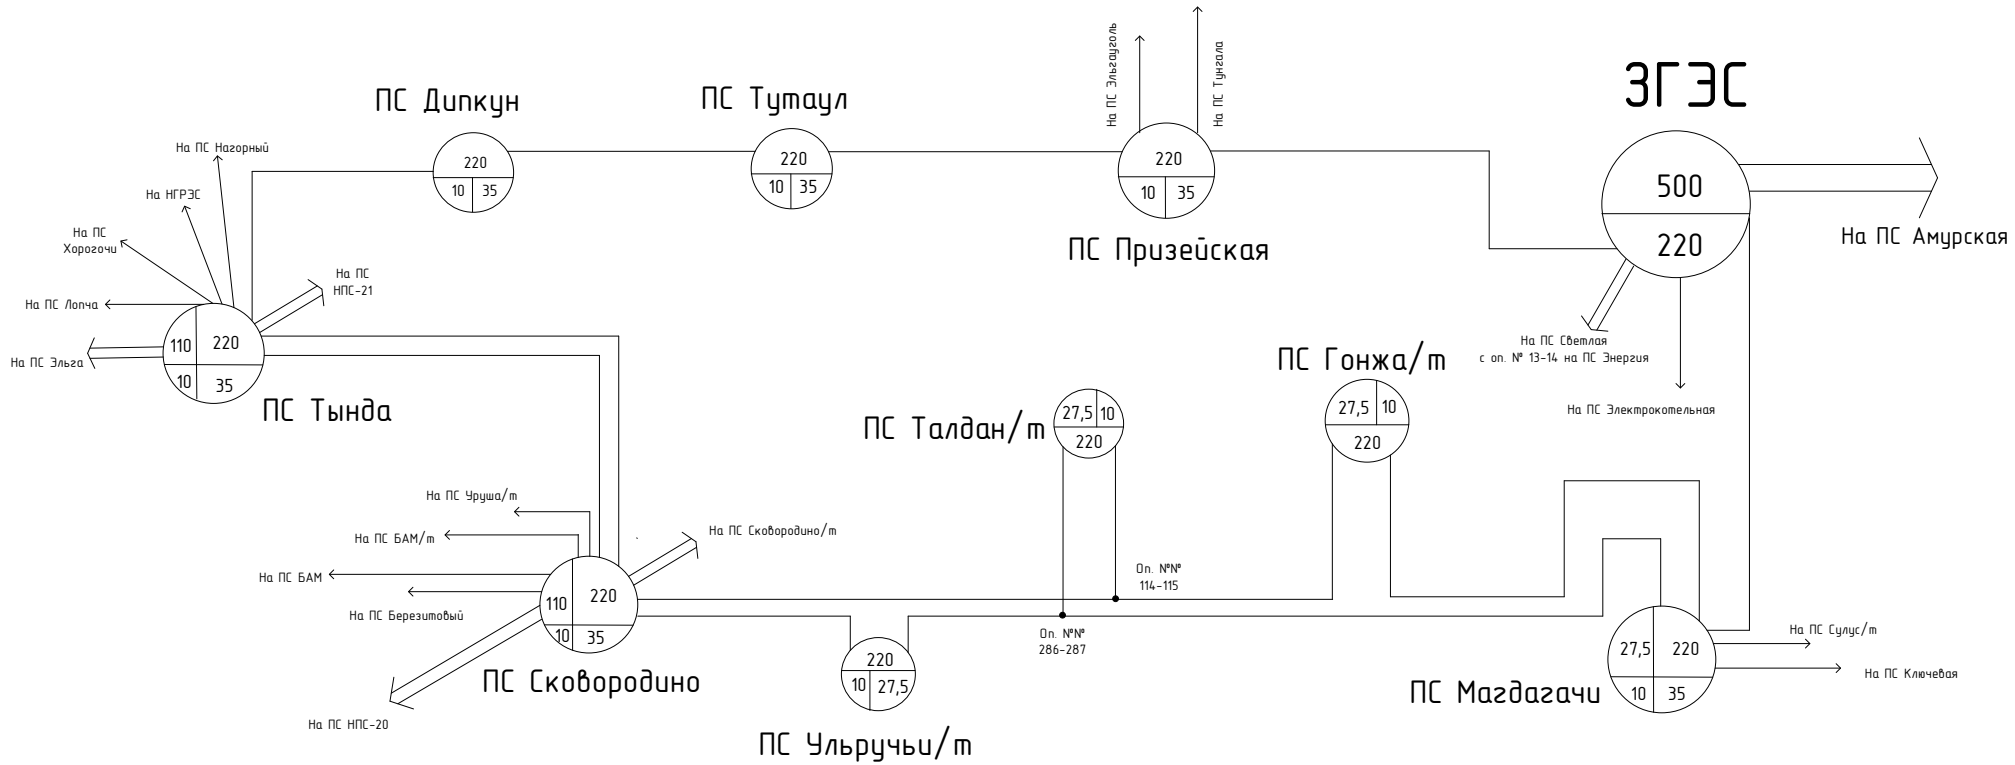 ПС Дипкун
220
10
35
ПС Тутаул
220
10
35
На ПС Эльгауголь
На ПС Тунгала
220
10
35
ПС Призейская
ЗГЭС
500
220
На ПС Амурская
На ПС Светлая
с оп. № 13-14 на ПС Энергия
На ПС Электрокотельная
На ПС Нагорный
На НГРЭС
На ПС
Хорогочи
На ПС Лопча
На ПС Эльга
На ПС
НПС-21
110
220
10
35
ПС Тында
ПС Талдан/т
27,5
10
220
ПС Гонжа/т
27,5
10
220
На ПС Уруша/т
На ПС БАМ/т
На ПС БАМ
На ПС Березитовый
На ПС НПС-20
На ПС Сковородино/т
110
220
10
35
ПС Сковородино
Оп. №№
114-115
Оп. №№
286-287
220
10
27,5
ПС Ульручьи/т
27,5
220
10
35
ПС Магдагачи
На ПС Сулус/т
На ПС Ключевая